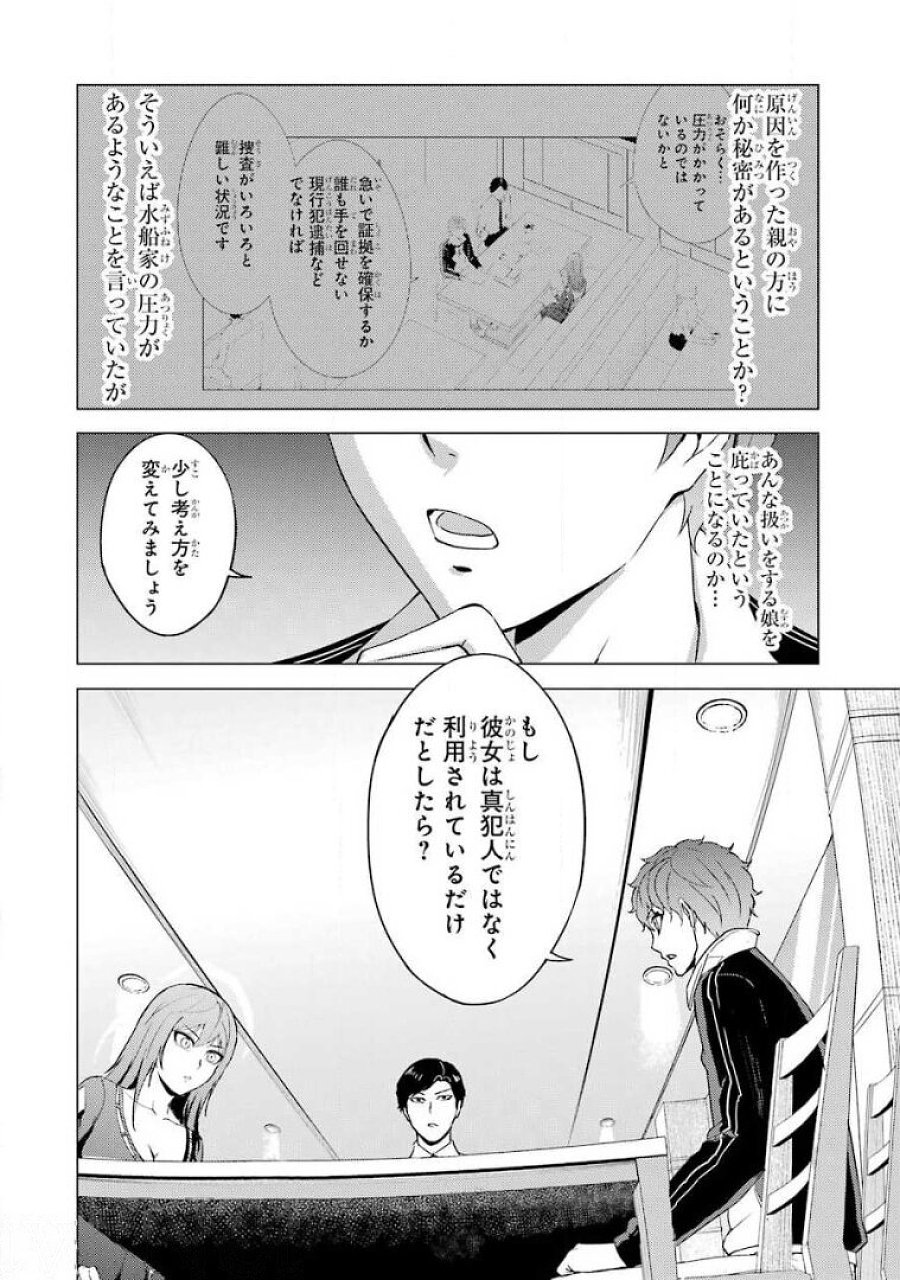 原因を作った親の方に
何か秘密があるということか?
おそらく…
圧力がかかって
いるのでは
ないかと
急いで証拠を確保するか
誰も手を回せない
現行犯逮捕など
でなければ
捜査がいろいろと
難しい状況です
そういえば水船家の圧力が
あるようなことを言っていたが
あんな扱いをする娘を
庇っていたという
ことになるのか…
少し考え方を
変えてみましょう
もし
彼女は真犯人ではなく
利用されているだけ
だとしたら?